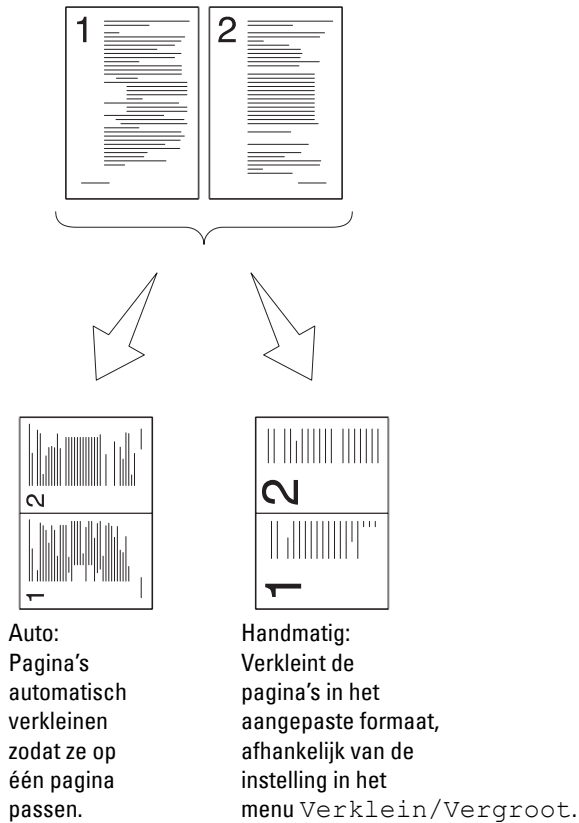 1
2
2
1
2
1
Auto:
Pagina's
automatisch
verkleinen
zodat ze op
één pagina
passen.
Handmatig:
Verkleint de
pagina's in het
aangepaste formaat,
afhankelijk van de
instelling in het
menu Verklein/Vergroot.